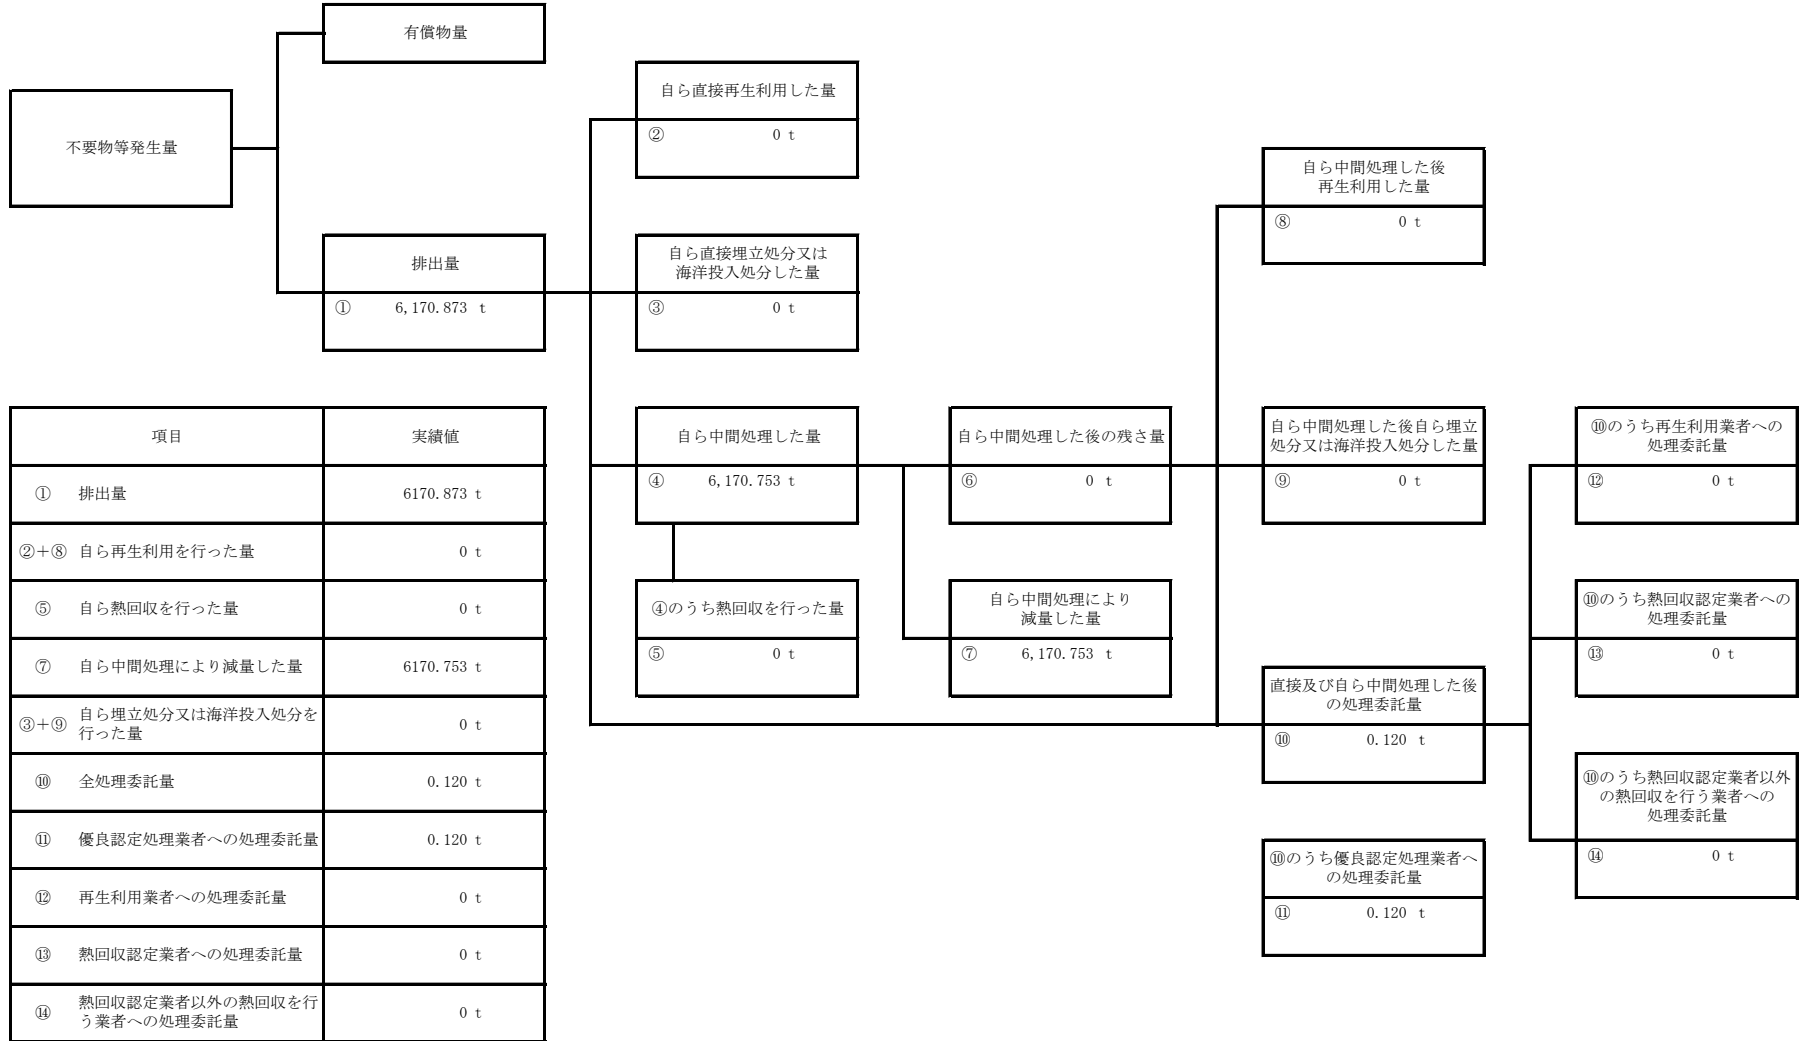 有償物量
不要物等発生量
排出量
① 6,170.873 t
自ら直接再生利用した量
② 0 t
自ら直接埋立処分又は
海洋投入処分した量
③ 0 t
自ら中間処理した量
④ 6,170.753 t
④のうち熱回収を行った量
⑤ 0 t
自ら中間処理した後の残さ量
⑥ 0 t
自ら中間処理により
減量した量
⑦ 6,170.753 t
自ら中間処理した後
再生利用した量
⑧ 0 t
自ら中間処理した後自ら埋立
処分又は海洋投入処分した量
⑨ 0 t
直接及び自ら中間処理した後
の処理委託量
⑩ 0.120 t
⑩のうち優良認定処理業者へ
の処理委託量
⑪ 0.120 t
⑩のうち再生利用業者への
処理委託量
⑫ 0 t
⑩のうち熱回収認定業者への
処理委託量
⑬ 0 t
⑩のうち熱回収認定業者以外
の熱回収を行う業者への
処理委託量
⑭ 0 t
項目 実績値
① 排出量 6170.873 t
②+⑧ 自ら再生利用を行った量 0 t
⑤ 自ら熱回収を行った量 0 t
⑦ 自ら中間処理により減量した量 6170.753 t
③+⑨ 自ら埋立処分又は海洋投入処分を
行った量 0 t
⑩ 全処理委託量 0.120 t
⑪ 優良認定処理業者への処理委託量 0.120 t
⑫ 再生利用業者への処理委託量 0 t
⑬ 熱回収認定業者への処理委託量 0 t
⑭ 熱回収認定業者以外の熱回収を行
う業者への処理委託量 0 t